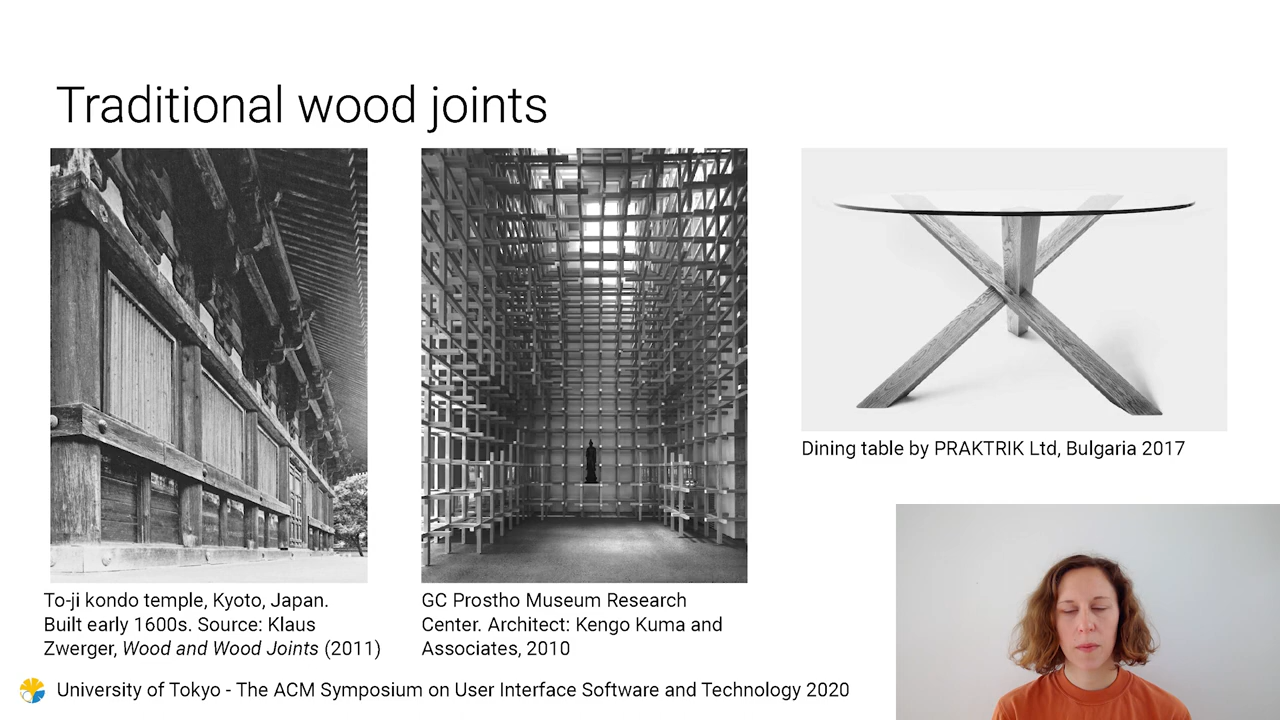 Traditional wood joints
To-ji kondo temple, Kyoto, Japan.
Built early 1600s. Source: Klaus
Zwerger, Wood and Wood Joints (2011)
GC Prostho Museum Research
Center. Architect: Kengo Kuma and
Associates, 2010
Dining table by PRAKTRIK Ltd, Bulgaria 2017
University of Tokyo - The ACM Symposium on User Interface Software and Technology 2020